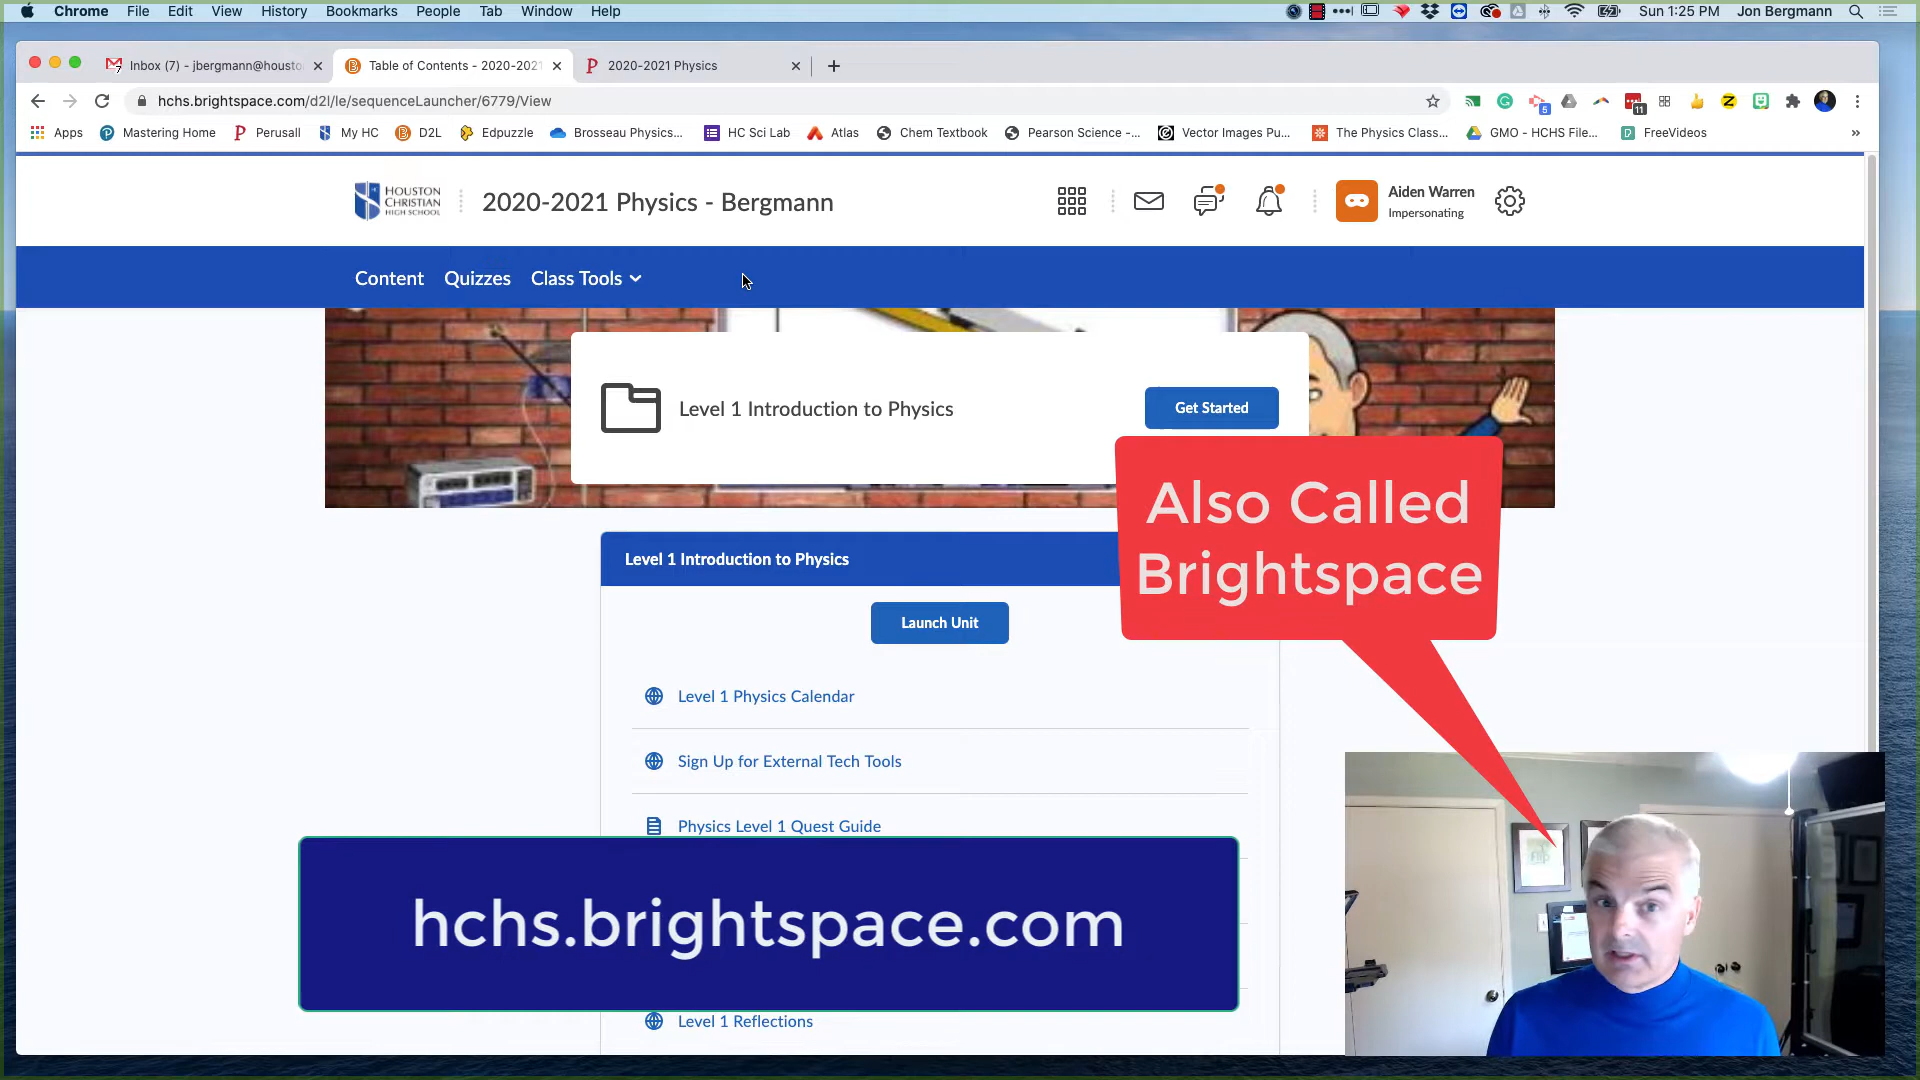 Chrome File Edit View History Bookmarks People Tab Window Help Sun 1:25 PM Jon Bergmann
Inbox (7) - jbergmann@housto Table of Contents - 2020-2021 2020-2021 Physics
hchs.brightspace.com/d2l/le/sequenceLauncher/6779/View
5 11
Apps Mastering Home Perusall My HC D2L Edpuzzle Brosseau Physics... HC Sci Lab Atlas Chem Textbook Pearson Science -... Vector Images Pu... The Physics Class... GMO - HCHS File... FreeVideos
HOUSTON
CHRISTIAN
HIGH SCHOOL
2020-2021 Physics - Bergmann
Aiden Warren
Impersonating
Content Quizzes Class Tools
Level 1 Introduction to Physics
Get Started
Also Called
Brightspace
Level 1 Introduction to Physics
Launch Unit
Level 1 Physics Calendar
Sign Up for External Tech Tools
Physics Level 1 Quest Guide
hchs.brightspace.com
Level 1 Reflections